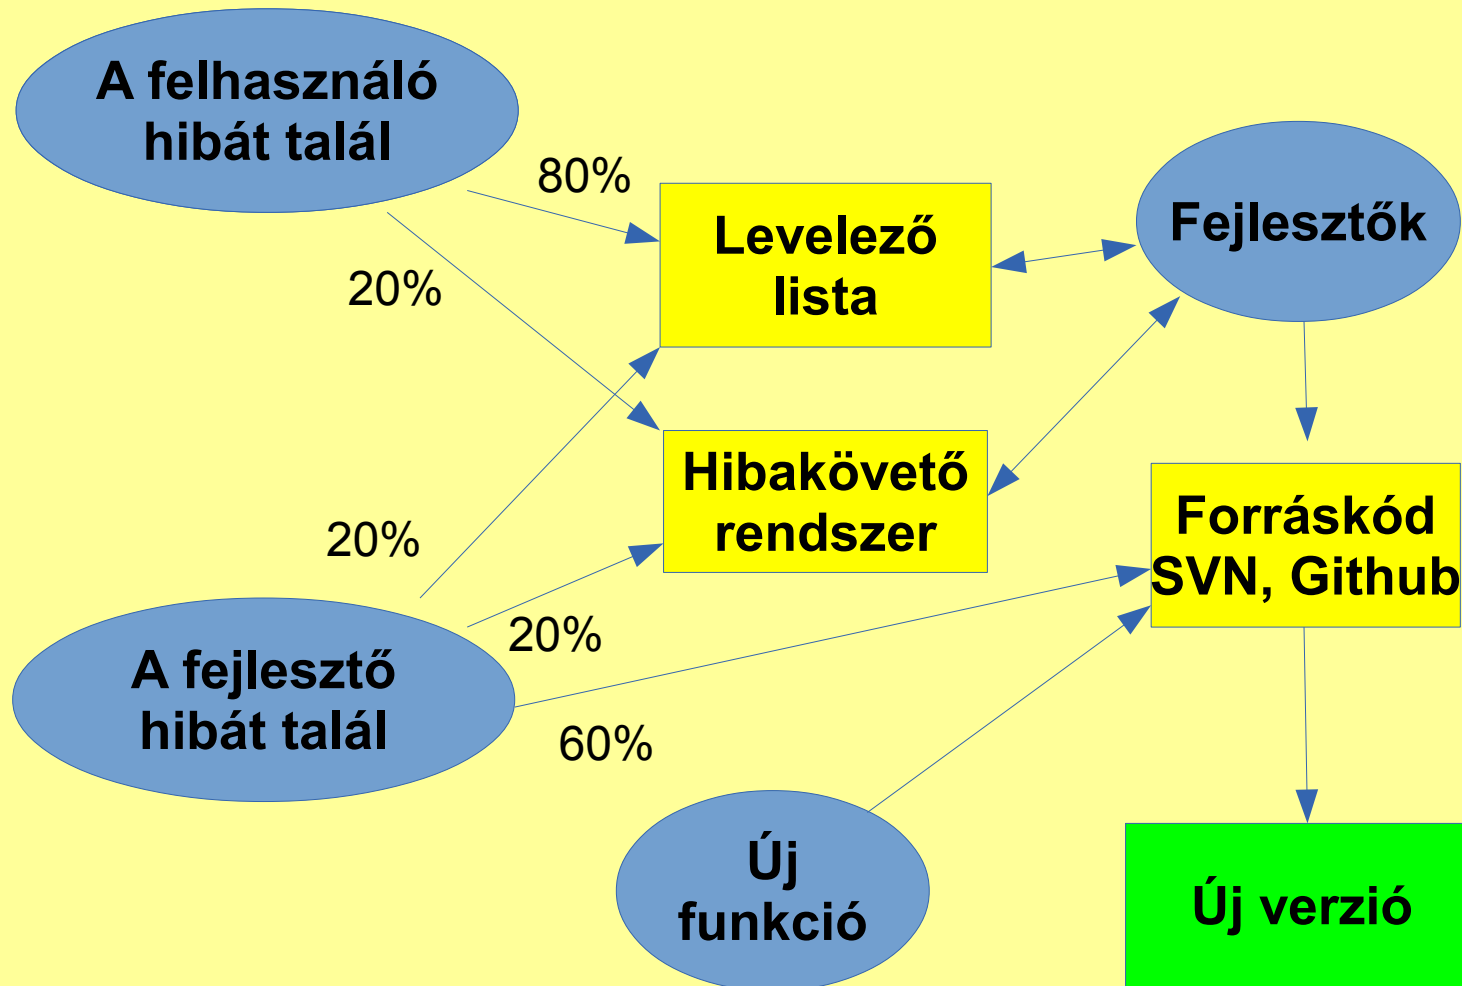 A felhasználó
hibát talál
80%
20%
Levelező
lista
Fejlesztők
Hibakövető
rendszer
Forráskód
SVN, Github
20%
20%
60%
A fejlesztő
hibát talál
Új
funkció
Új verzió